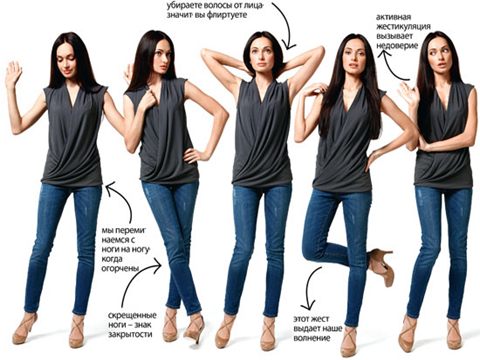 убираете волосы от лица-
значит вы флиртуете
активная
жестикуляция
вызывает
недоверие
мы переми
наемся с
ноги на ногу
когда
огорчены
скрещенные
ноги – знак
закрытости
этот жест
выдает наше
волнение